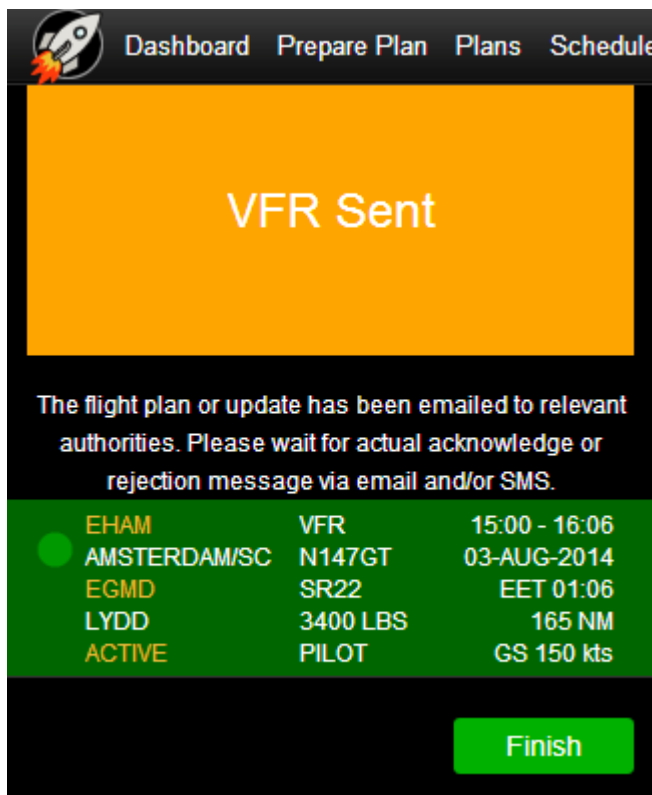 Dashboard Prepare Plan Plans Schedule
VFR Sent
The flight plan or update has been emailed to relevant
authorities. Please wait for actual acknowledge or
rejection message via email and/or SMS.
EHAM VFR 15:00 - 16:06
AMSTERDAM/SC N147GT 03-AUG-2014
EGMD SR22 EET 01:06
LYDD 3400 LBS 165 NM
ACTIVE PILOT GS 150 kts
Finish